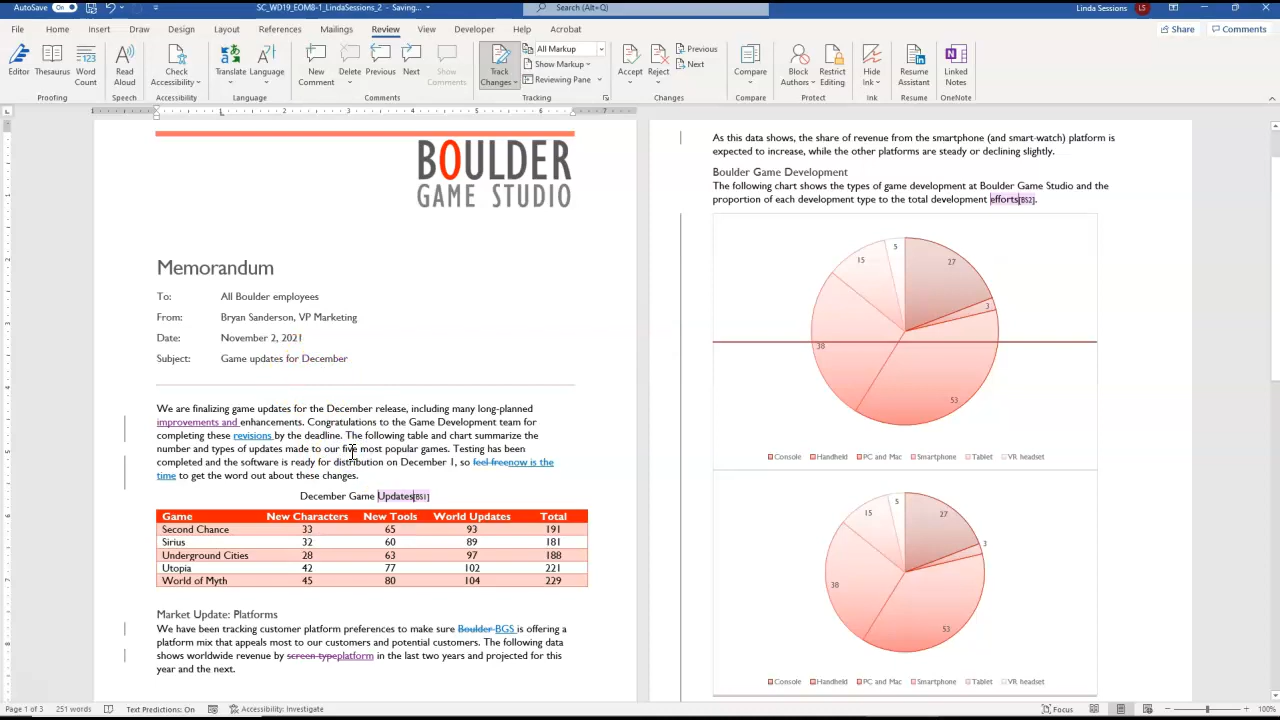 AutoSave On SC_WD19_EOM8-1_LindaSessions_2 - Saving... Search (Alt+Q) Linda Sessions LS
File Home Insert Draw Design Layout References Mailings Review View Developer Help Acrobat Share Comments
Editor Thesaurus Word Count Read Aloud Check Accessibility Translate Language New Comment Delete Previous Next Show Comments Track Changes All Markup Show Markup Reviewing Pane Accept Reject Previous Next Compare Block Authors Restrict Editing Hide Ink Resume Assistant Linked Notes
Proofing Speech Accessibility Language Comments Tracking Changes Compare Protect Ink Resume OneNote
BOULDER
GAME STUDIO
Memorandum
To: All Boulder employees
From: Bryan Sanderson, VP Marketing
Date: November 2, 2021
Subject: Game updates for December
We are finalizing game updates for the December release, including many long-planned
improvements and enhancements. Congratulations to the Game Development team for
completing these revisions by the deadline. The following table and chart summarize the
number and types of updates made to our five most popular games. Testing has been
completed and the software is ready for distribution on December 1, so feel freenow is the
time to get the word out about these changes.
December Game Updates[BS1]
Game New Characters New Tools World Updates Total
Second Chance 33 65 93 191
Sirius 32 60 89 181
Underground Cities 28 63 97 188
Utopia 42 77 102 221
World of Myth 45 80 104 229
Market Update: Platforms
We have been tracking customer platform preferences to make sure Boulder BGS is offering a
platform mix that appeals most to our customers and potential customers. The following data
shows worldwide revenue by screen typeplatform in the last two years and projected for this
year and the next.
As this data shows, the share of revenue from the smartphone (and smart-watch) platform is
expected to increase, while the other platforms are steady or declining slightly.
Boulder Game Development
The following chart shows the types of game development at Boulder Game Studio and the
proportion of each development type to the total development efforts[BS2].
5
15
27
3
38
53
Console Handheld PC and Mac Smartphone Tablet VR headset
5
15
27
3
38
53
Console Handheld PC and Mac Smartphone Tablet VR headset
Page 1 of 3 251 words Text Predictions: On Accessibility: Investigate Focus 100%